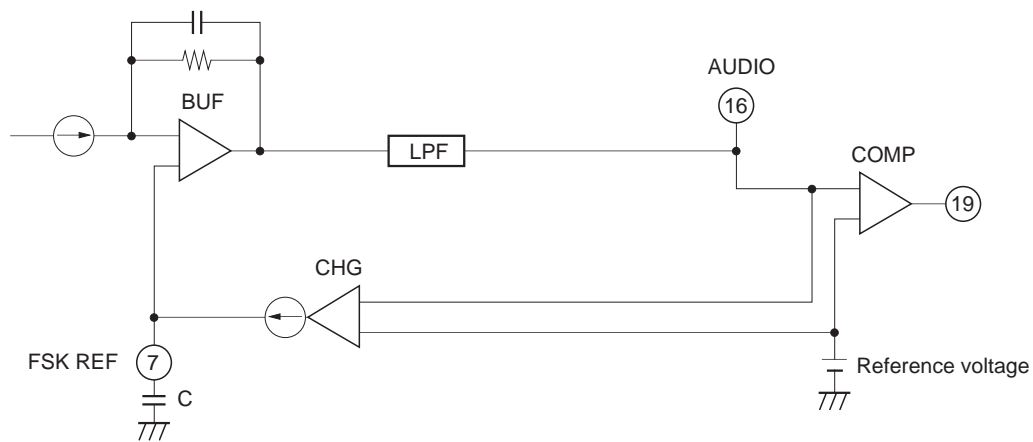 AUDIO
BUF
16
LPF
COMP
19
CHG
FSK REF
7
Reference voltage
C